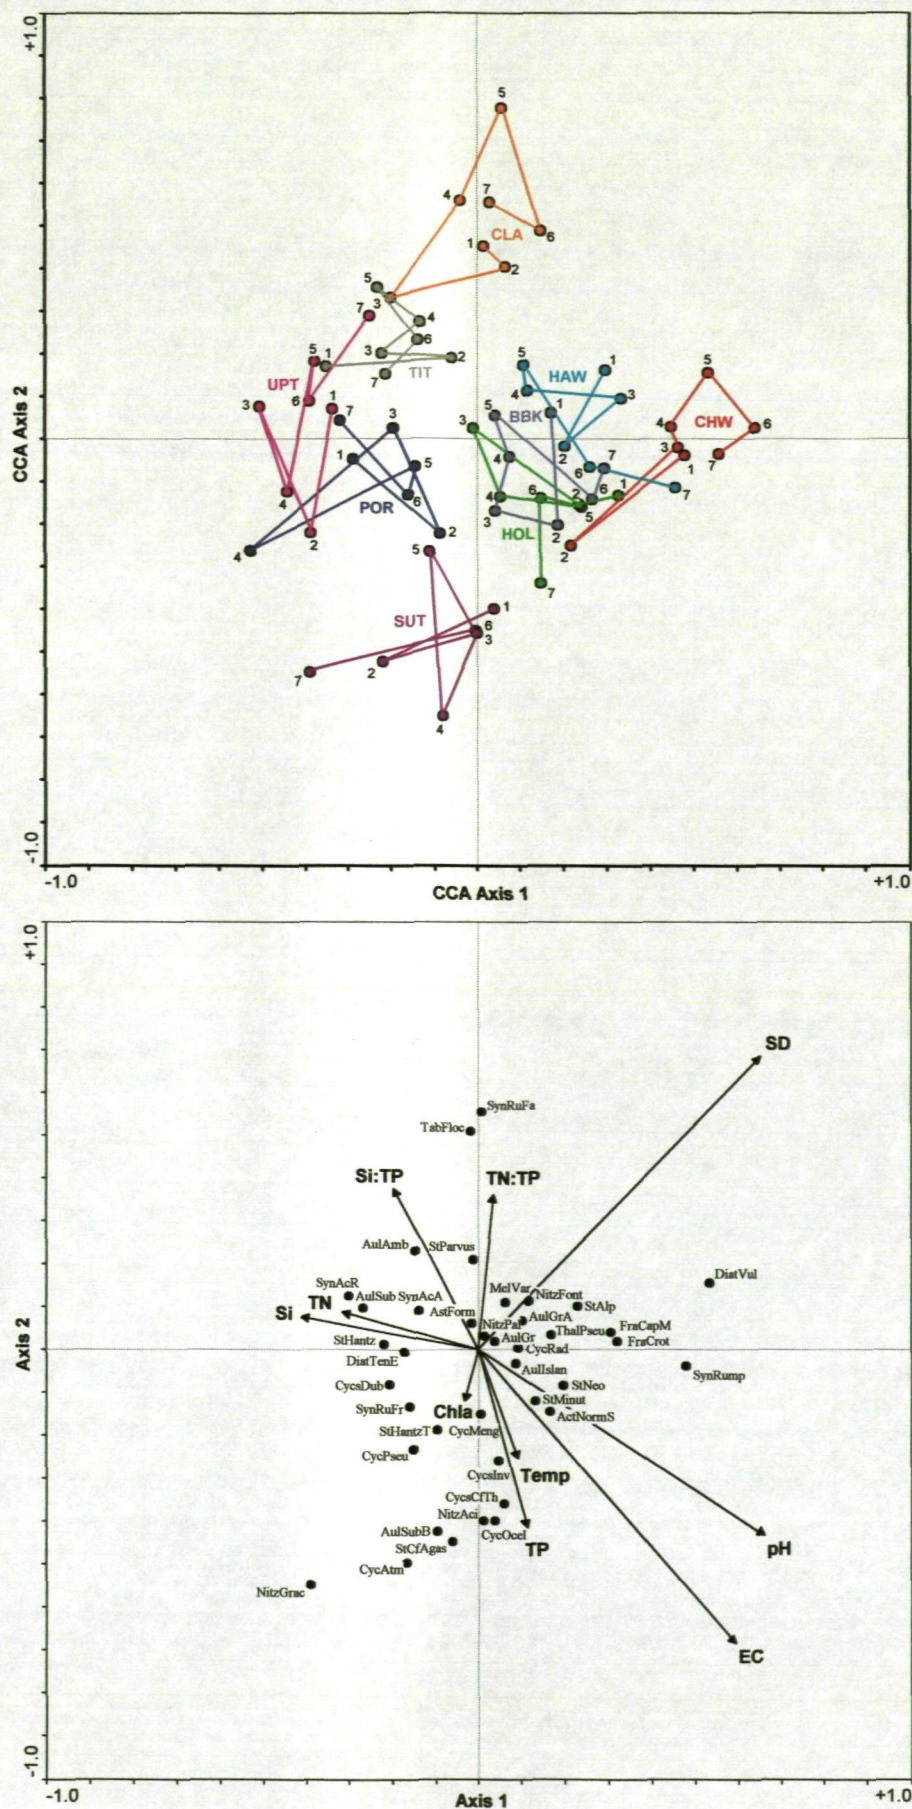 +1.0
5
4
7
CLA
6
1
2
5
3
7
4
6
5
1
3
2
TIT
7
UPT
6
3
1
7
3
5
1
POR
6
4
2
4
2
5
HAW
1
4
3
BBK
5
1
3
4
2
6
7
4
6
2
6
1
7
3
5
2
HOL
7
5
4
CHW
6
3
1
7
2
5
SUT
1
6
3
2
7
4
CCA Axis 2
-1.0
-1.0
CCA Axis 1
+1.0
+1.0
SD
SynRuFa
TabFloc
Si:TP
TN:TP
AulAmb
StParvus
DiatVul
SynAcR
AulSub
SynAcA
MelVar
NitzFont
StAlp
Si
TN
AstForm
AulGrA
NitzPal
ThalPseu
FraCapM
StHantz
AulGr
FraCrot
DiatTenE
CycRad
Axis 2
AulIslan
SynRump
CycsDub
StNeo
SynRuFr
Chla
StMinut
ActNormS
StHantzT
CycMeng
CycPseu
CycsInv
Temp
CycsCfTh
NitzAci
AulSubB
CycOcel
StCfAgas
TP
pH
CycAtm
NitzGrac
EC
-1.0
-1.0
Axis 1
+1.0